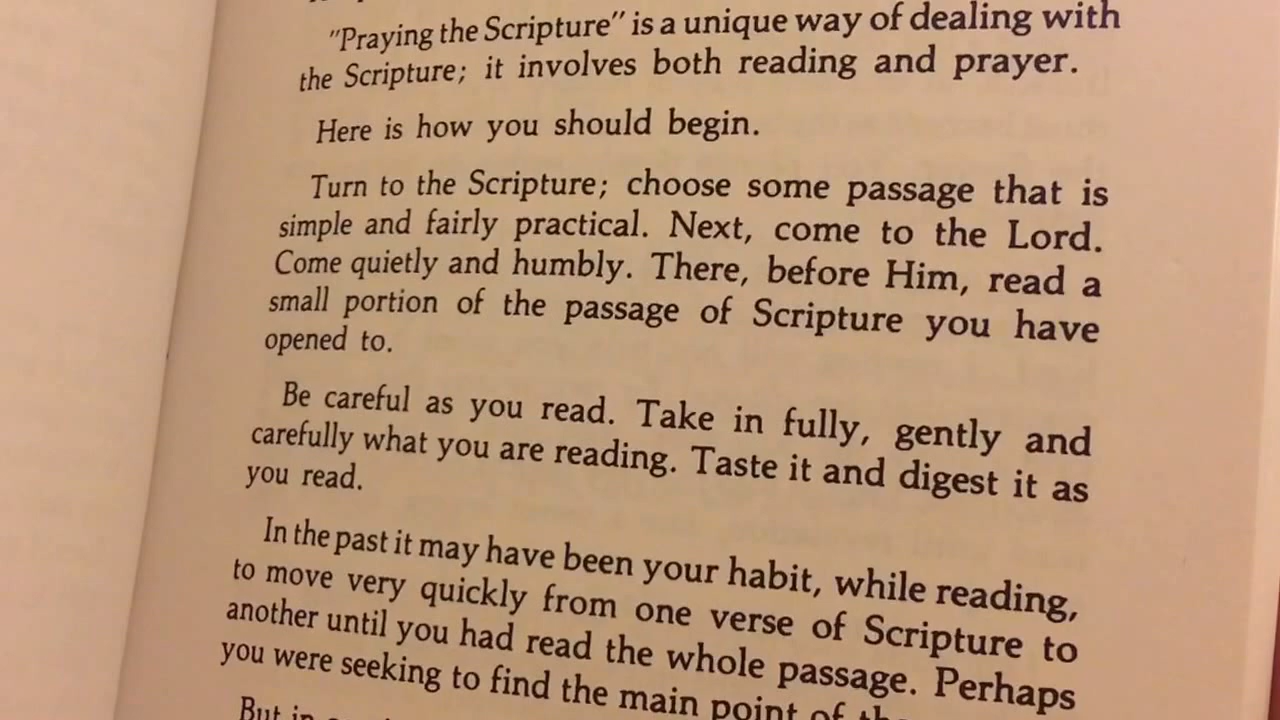 "Praying the Scripture" is a unique way of dealing with
the Scripture; it involves both reading and prayer.
Here is how you should begin.
Turn to the Scripture; choose some passage that is
simple and fairly practical. Next, come to the Lord.
Come quietly and humbly. There, before Him, read a
small portion of the passage of Scripture you have
opened to.
Be careful as you read. Take in fully, gently and
carefully what you are reading. Taste it and digest it as
you read.
In the past it may have been your habit, while reading,
to move very quickly from one verse of Scripture to
another until you had read the whole passage. Perhaps
you were seeking to find the main point of the
But in